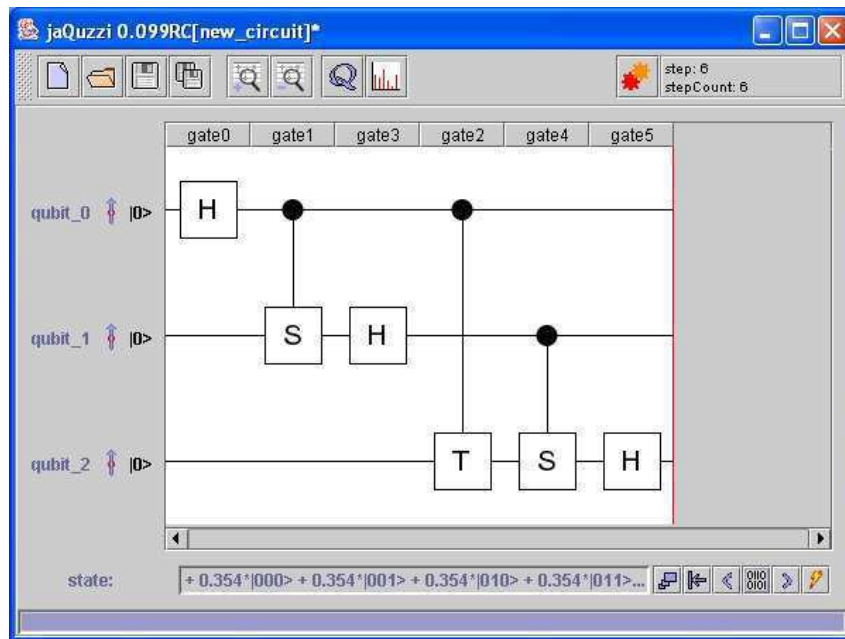 jaQuzzi 0.099RC[new_circuit]*
step: 6
stepCount: 6
gate0 gate1 gate3 gate2 gate4 gate5
qubit_0 |0> H
qubit_1 |0> S H
qubit_2 |0> T S H
state: + 0.354*|000> + 0.354*|001> + 0.354*|010> + 0.354*|011>...